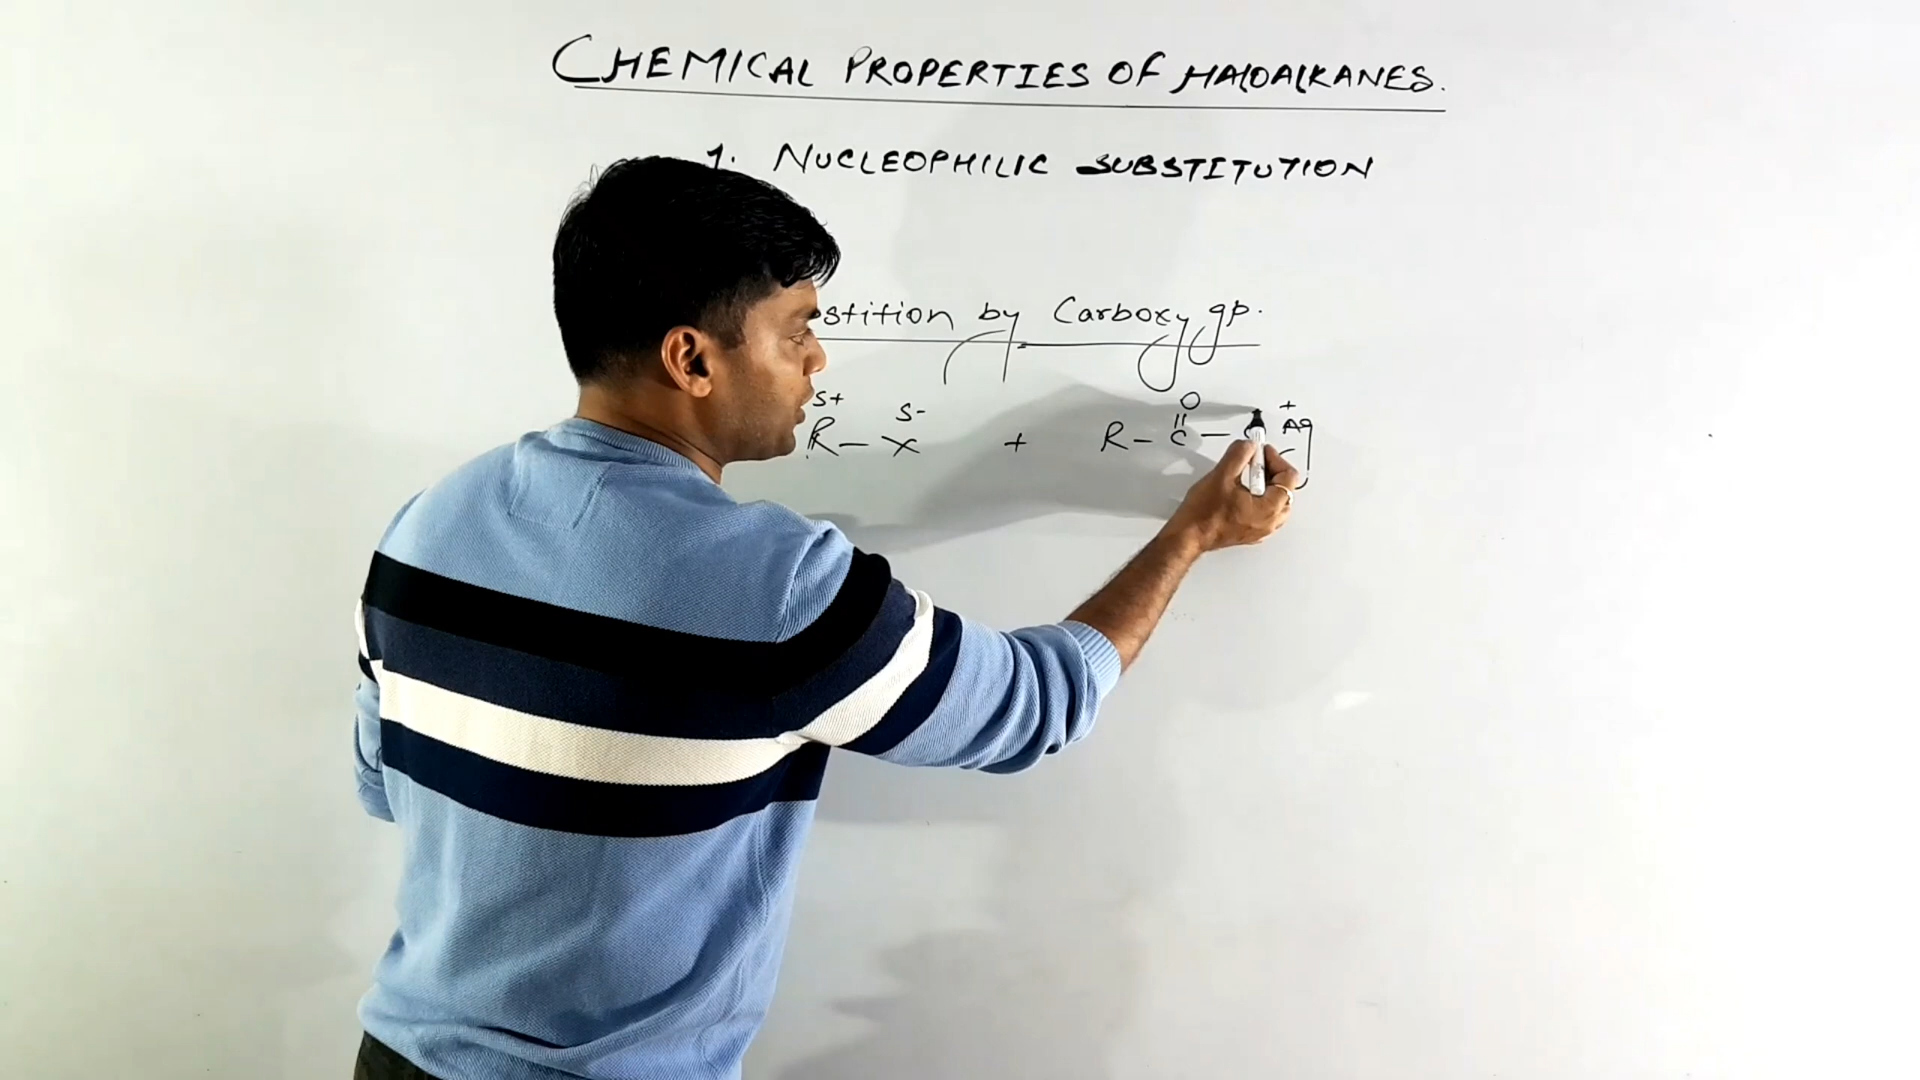 CHEMICAL PROPERTIES OF HALOALKANES.
1. NUCLEOPHILIC SUBSTITUTION
stition by Carboxy gp.
S+ S- O +
R - X + R - C - Ag